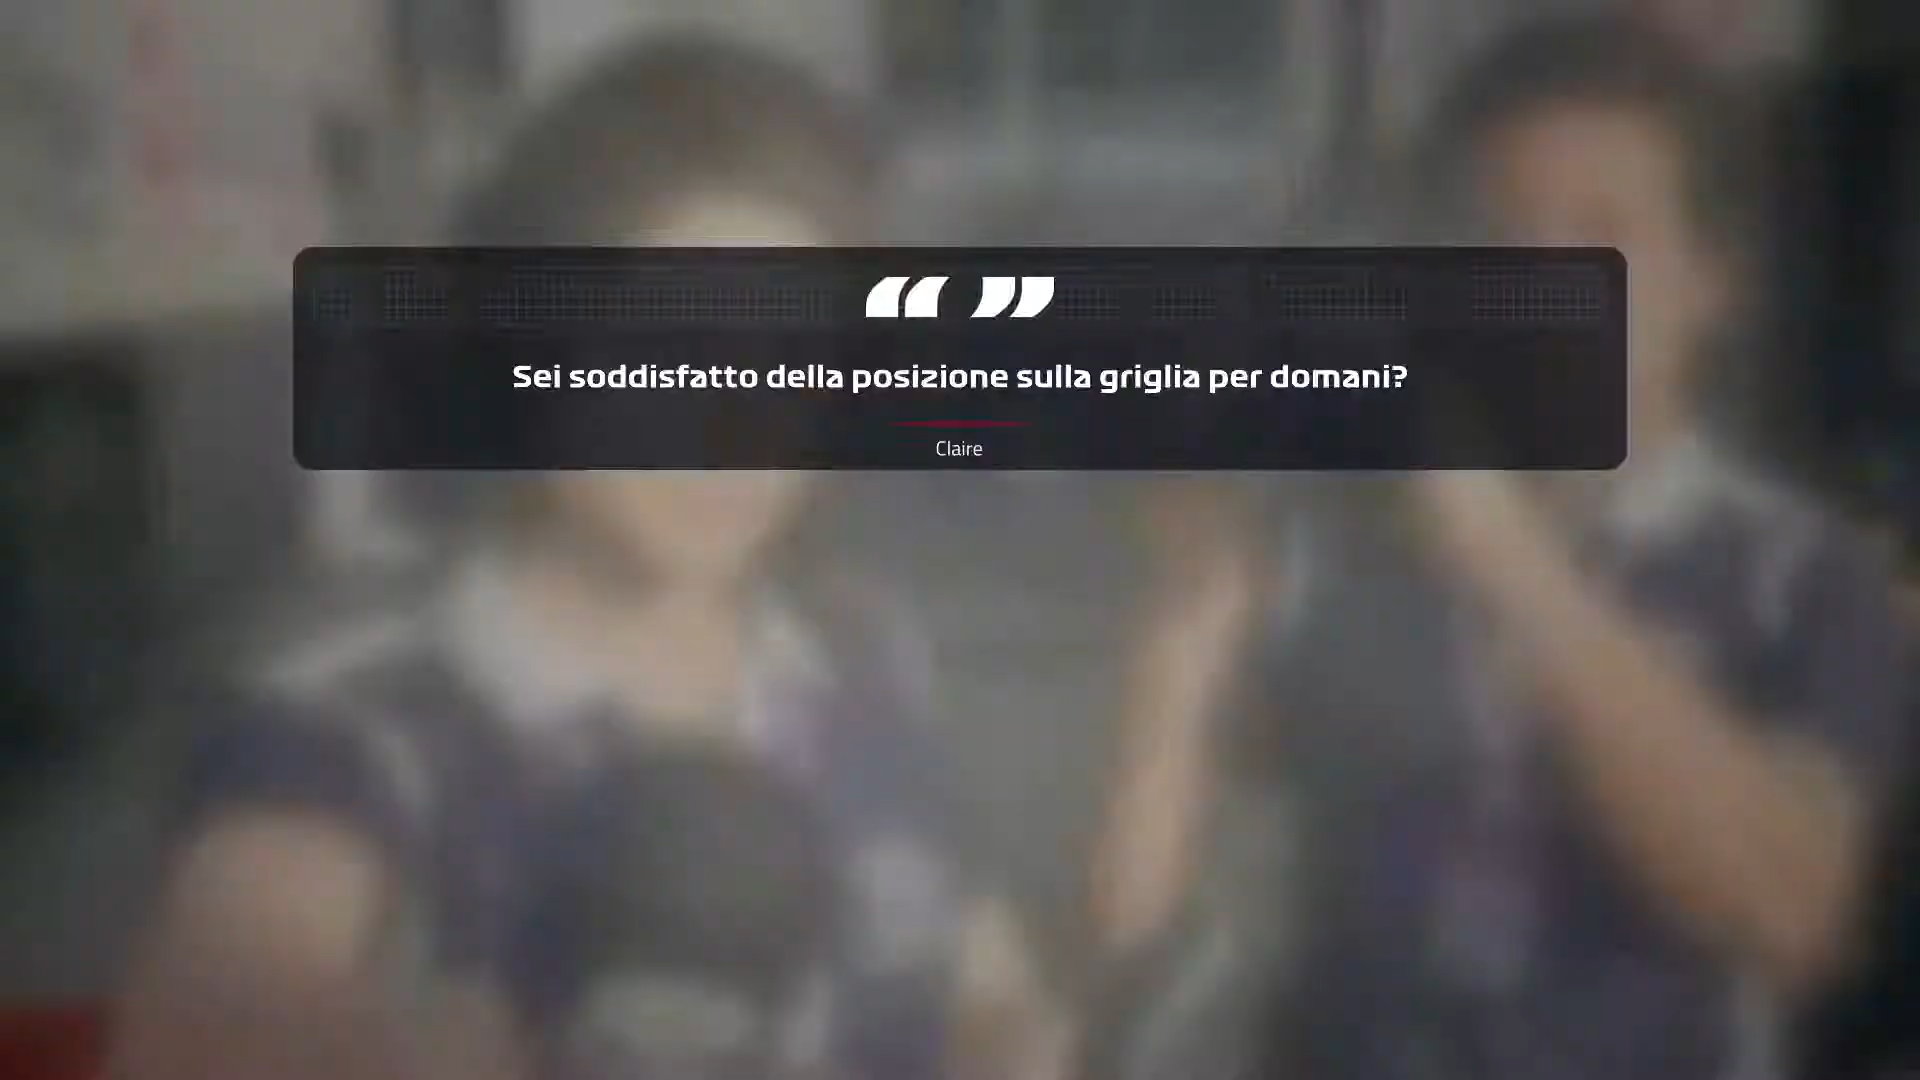 “ ”
Sei soddisfatto della posizione sulla griglia per domani?
Claire